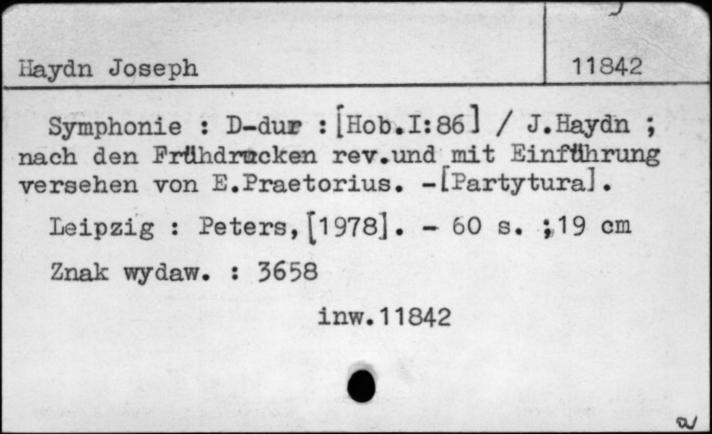 Haydn Joseph
11842
Symphonie : D-dur : [Hob.I:86] / J.Haydn ;
nach den Frühdrucken rev.und mit Einführung
versehen von E.Praetorius. -[Partytura].
Leipzig : Peters, [1978]. - 60 s. ; 19 cm
Znak wydaw. : 3658
inw.11842